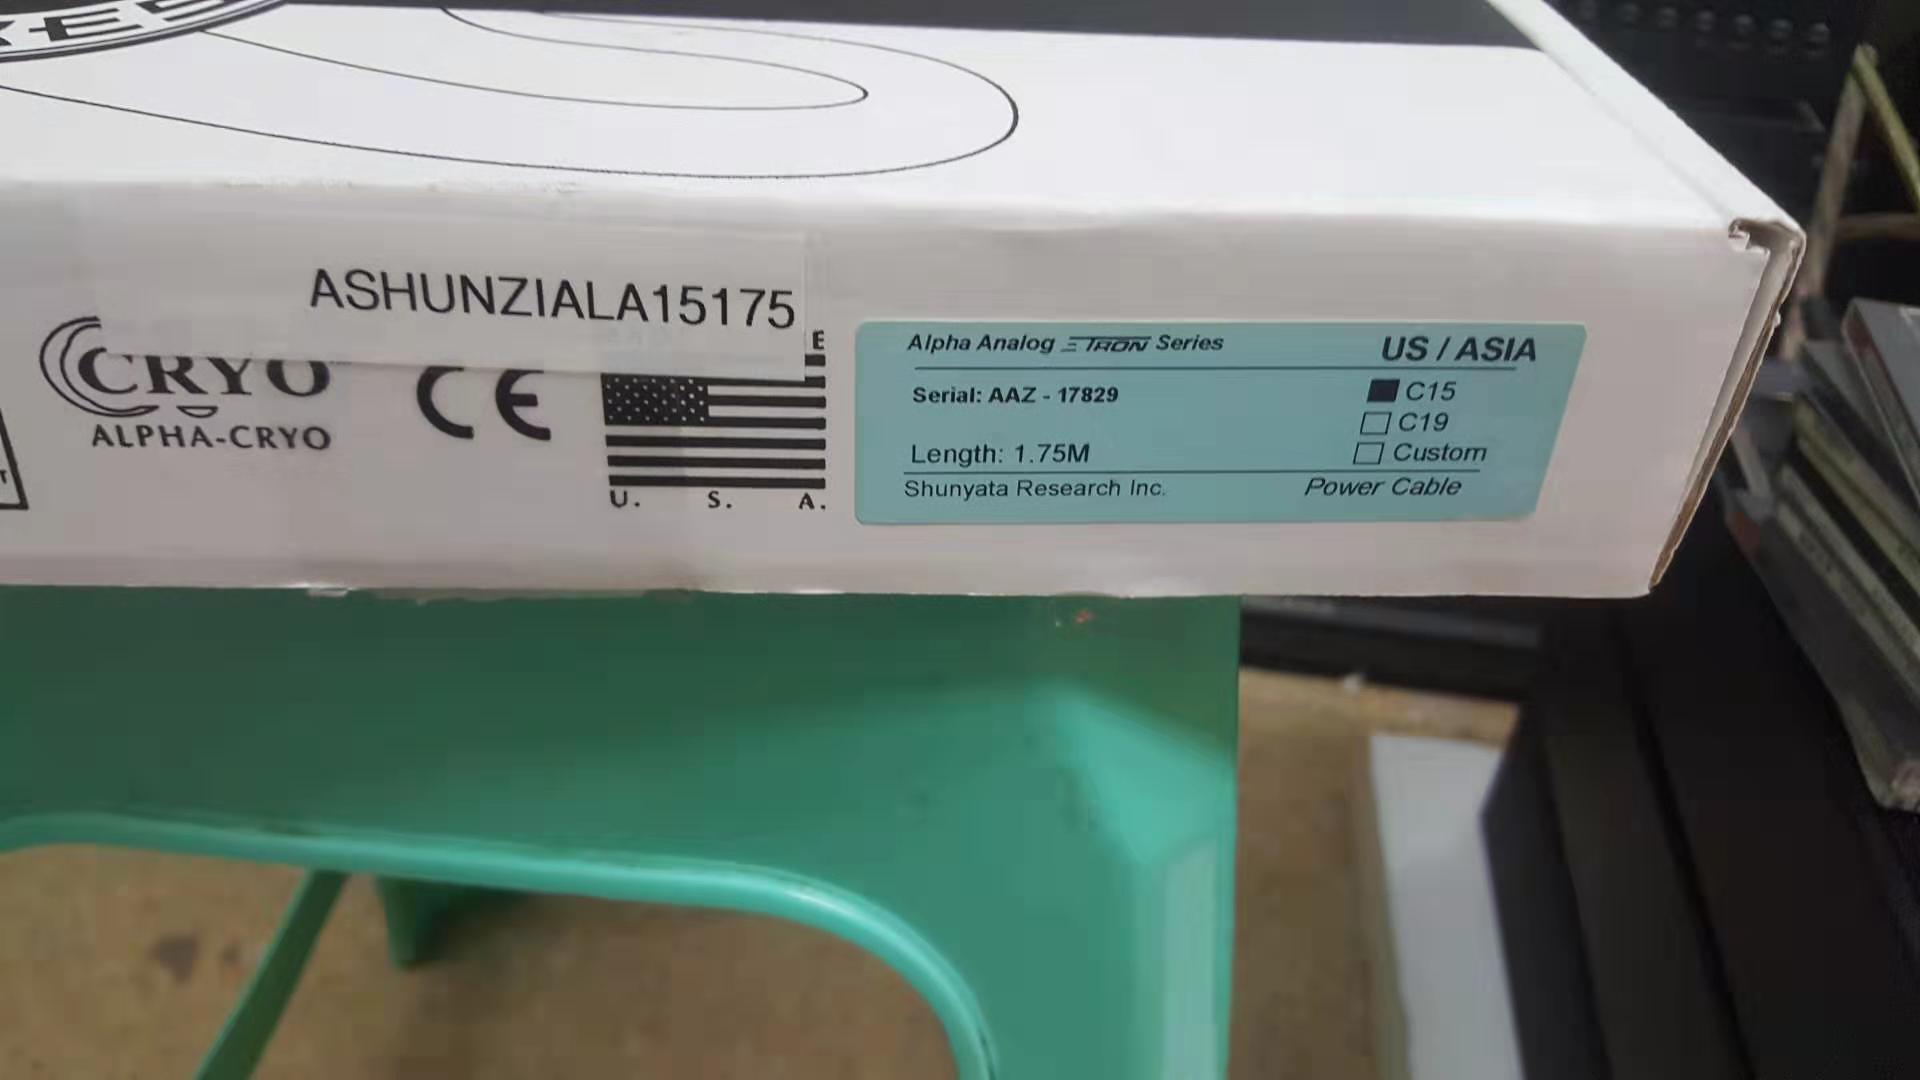 ASHUNZIALA15175
CRYO
ALPHA-CRYO
CE
E
U. S. A.
Alpha Analog ΞTRON Series
US / ASIA
Serial: AAZ - 17829
C15
C19
Length: 1.75M
Custom
Shunyata Research Inc.
Power Cable